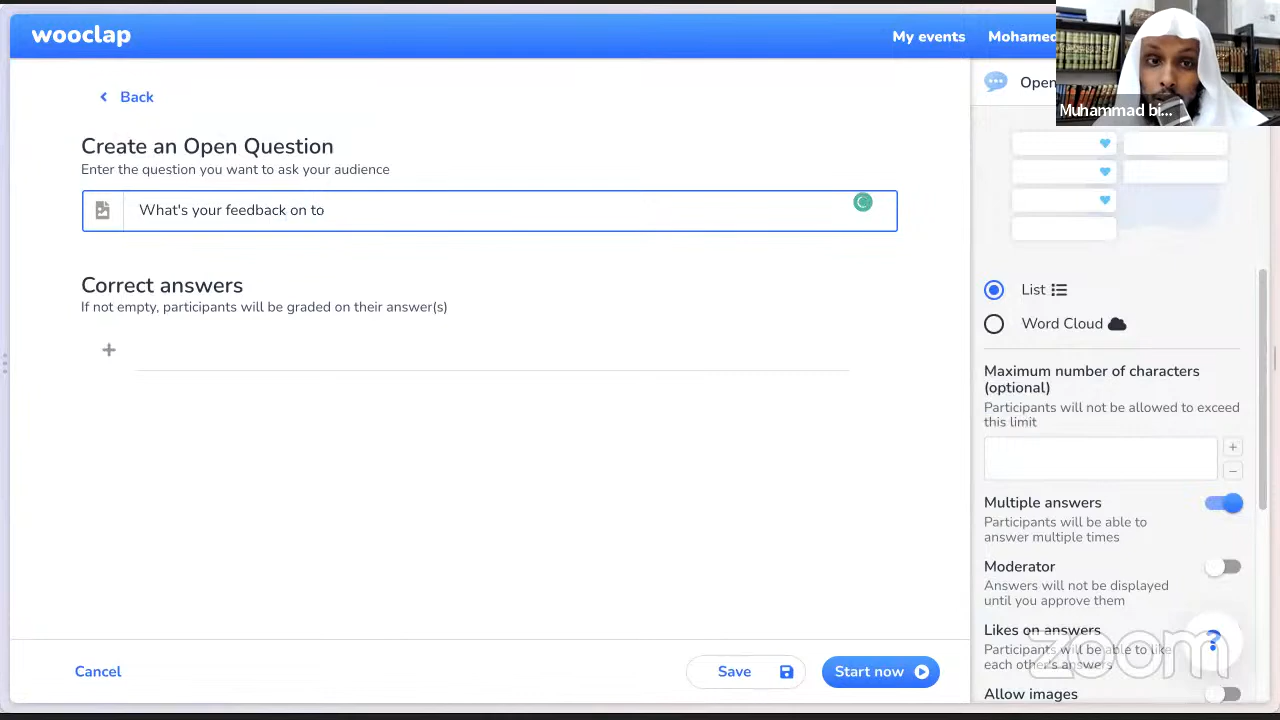 wooclap
My events
Mohamed
Muhammad bi...
Back
Open
Create an Open Question
Enter the question you want to ask your audience
What's your feedback on to
Correct answers
If not empty, participants will be graded on their answer(s)
List
Word Cloud
Maximum number of characters
(optional)
Participants will not be allowed to exceed
this limit
Multiple answers
Participants will be able to
answer multiple times
Moderator
Answers will not be displayed
until you approve them
Likes on answers
Participants will be able to like
each other's answers
Allow images
Cancel
Save
Start now
zoom